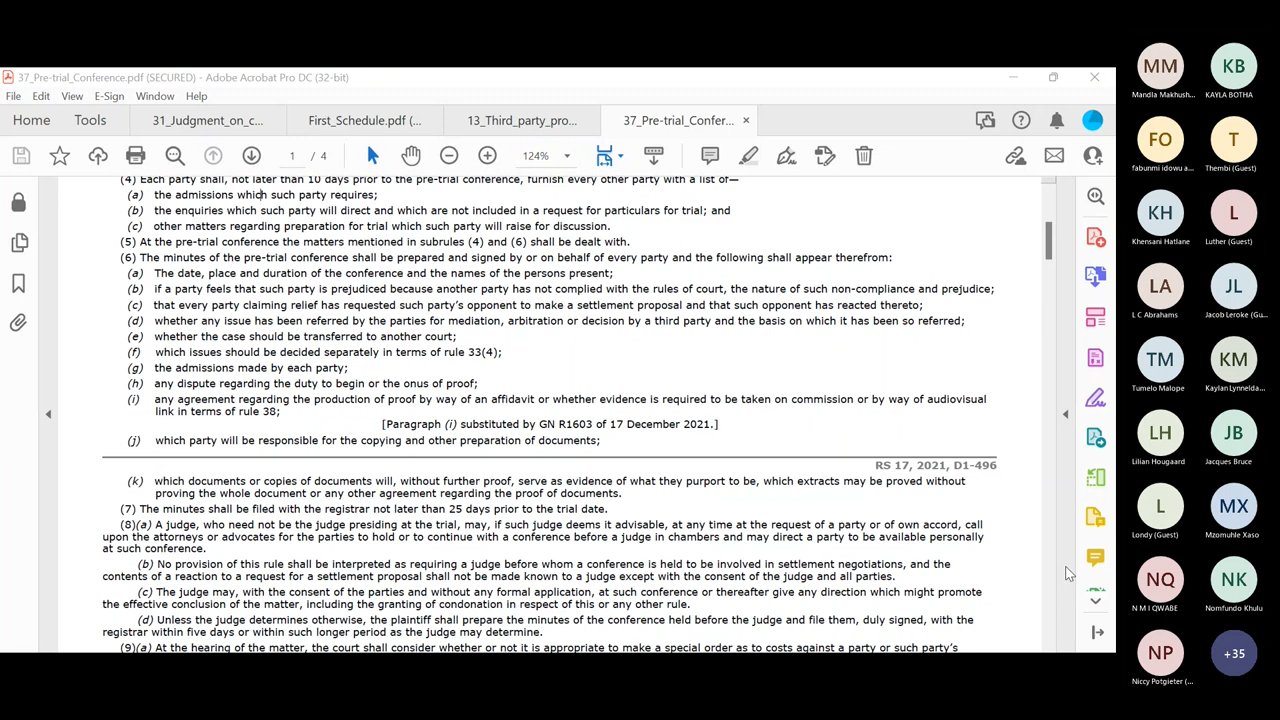 37_Pre-trial_Conference.pdf (SECURED) - Adobe Acrobat Pro DC (32-bit)
File Edit View E-Sign Window Help
Home Tools 31_Judgment_on_c... First_Schedule.pdf (... 13_Third_party_pro... 37_Pre-trial_Confer... ×
1 / 4 124%
(4) Each party shall, not later than 10 days prior to the pre-trial conference, furnish every other party with a list of—
(a) the admissions which such party requires;
(b) the enquiries which such party will direct and which are not included in a request for particulars for trial; and
(c) other matters regarding preparation for trial which such party will raise for discussion.
(5) At the pre-trial conference the matters mentioned in subrules (4) and (6) shall be dealt with.
(6) The minutes of the pre-trial conference shall be prepared and signed by or on behalf of every party and the following shall appear therefrom:
(a) The date, place and duration of the conference and the names of the persons present;
(b) if a party feels that such party is prejudiced because another party has not complied with the rules of court, the nature of such non-compliance and prejudice;
(c) that every party claiming relief has requested such party's opponent to make a settlement proposal and that such opponent has reacted thereto;
(d) whether any issue has been referred by the parties for mediation, arbitration or decision by a third party and the basis on which it has been so referred;
(e) whether the case should be transferred to another court;
(f) which issues should be decided separately in terms of rule 33(4);
(g) the admissions made by each party;
(h) any dispute regarding the duty to begin or the onus of proof;
(i) any agreement regarding the production of proof by way of an affidavit or whether evidence is required to be taken on commission or by way of audiovisual
link in terms of rule 38;
[Paragraph (i) substituted by GN R1603 of 17 December 2021.]
(j) which party will be responsible for the copying and other preparation of documents;
RS 17, 2021, D1-496
(k) which documents or copies of documents will, without further proof, serve as evidence of what they purport to be, which extracts may be proved without
proving the whole document or any other agreement regarding the proof of documents.
(7) The minutes shall be filed with the registrar not later than 25 days prior to the trial date.
(8)(a) A judge, who need not be the judge presiding at the trial, may, if such judge deems it advisable, at any time at the request of a party or of own accord, call
upon the attorneys or advocates for the parties to hold or to continue with a conference before a judge in chambers and may direct a party to be available personally
at such conference.
(b) No provision of this rule shall be interpreted as requiring a judge before whom a conference is held to be involved in settlement negotiations, and the
contents of a reaction to a request for a settlement proposal shall not be made known to a judge except with the consent of the judge and all parties.
(c) The judge may, with the consent of the parties and without any formal application, at such conference or thereafter give any direction which might promote
the effective conclusion of the matter, including the granting of condonation in respect of this or any other rule.
(d) Unless the judge determines otherwise, the plaintiff shall prepare the minutes of the conference held before the judge and file them, duly signed, with the
registrar within five days or within such longer period as the judge may determine.
(9)(a) At the hearing of the matter, the court shall consider whether or not it is appropriate to make a special order as to costs against a party or such party's
MM KB
Mandla Makhush... KAYLA BOTHA
FO T
fabunmi idowu a... Thembi (Guest)
KH L
Khensani Hatlane Luther (Guest)
LA JL
L C Abrahams Jacob Leroke (Gu...
TM KM
Tumelo Malope Kaylan Lynnelda...
LH JB
Lilian Hougaard Jacques Bruce
L MX
Londy (Guest) Mzomuhle Xaso
NQ NK
N M I QWABE Nomfundo Khulu
NP +35
Niccy Potgieter (...